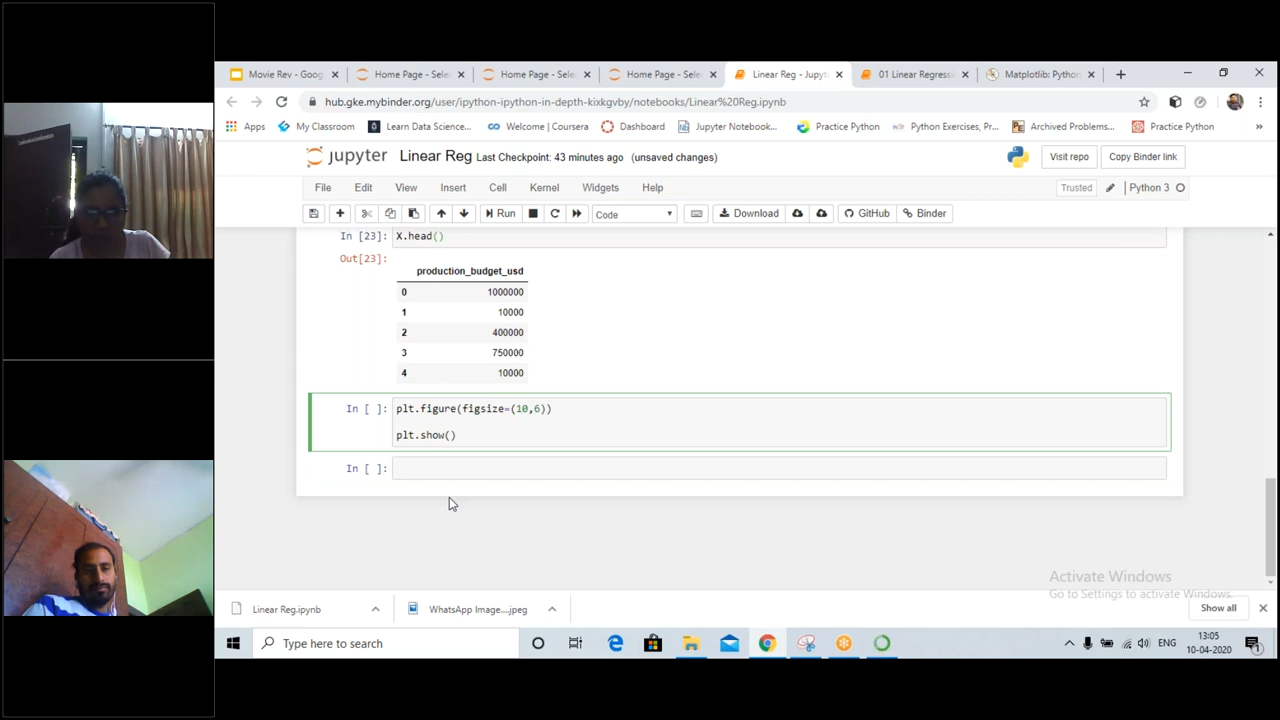 Movie Rev - Goog
Home Page - Sele
Home Page - Sele
Home Page - Sele
Linear Reg - Jupyt
01 Linear Regressi
Matplotlib: Python
hub.gke.mybinder.org/user/ipython-ipython-in-depth-kixkgvby/notebooks/Linear%20Reg.ipynb
Apps
My Classroom
Learn Data Science...
Welcome | Coursera
Dashboard
Jupyter Notebook...
Practice Python
Python Exercises, Pr...
Archived Problems...
Practice Python
jupyter Linear Reg Last Checkpoint: 43 minutes ago (unsaved changes)
Visit repo
Copy Binder link
File Edit View Insert Cell Kernel Widgets Help
Trusted
Python 3
Run
Code
Download
GitHub
Binder
In [23]: X.head()
Out[23]:
production_budget_usd
0 1000000
1 10000
2 400000
3 750000
4 10000
In [ ]: plt.figure(figsize=(10,6))
plt.show()
In [ ]:
Activate Windows
Go to Settings to activate Windows.
Linear Reg.ipynb
WhatsApp Image....jpeg
Show all
Type here to search
ENG
13:05
10-04-2020